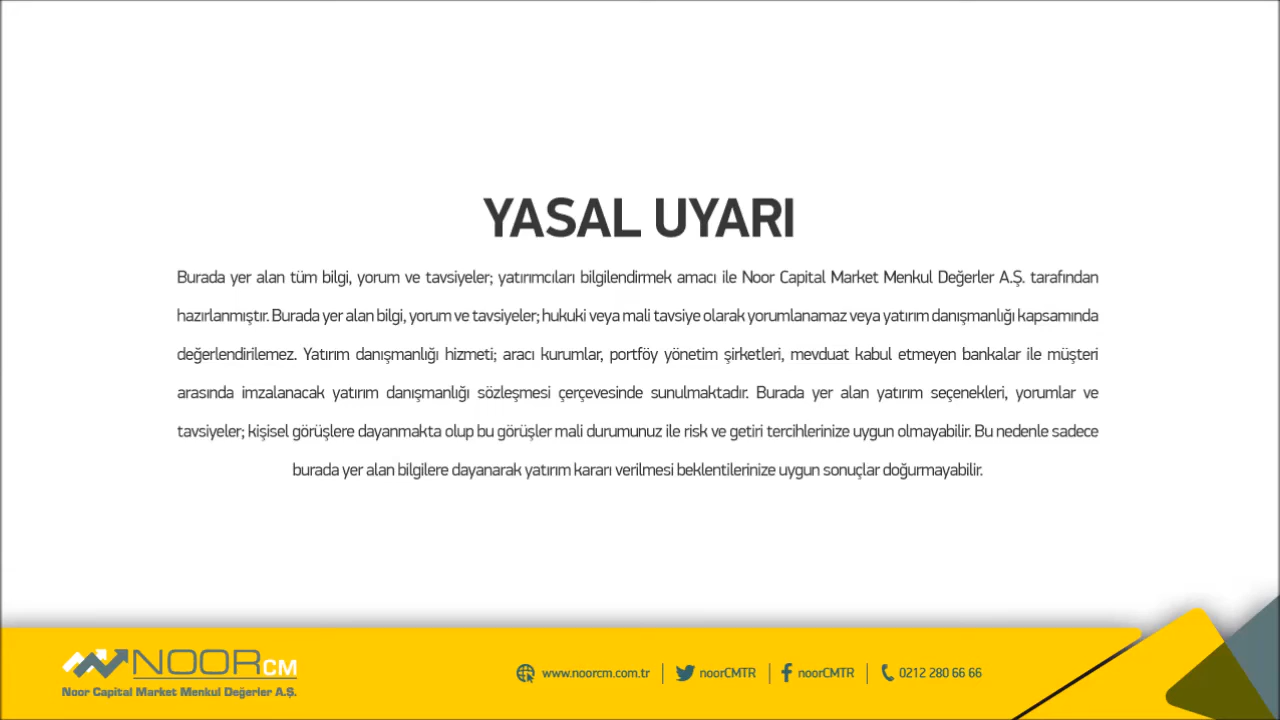 YASAL UYARI
Burada yer alan tüm bilgi, yorum ve tavsiyeler; yatırımcıları bilgilendirmek amacı ile Noor Capital Market Menkul Değerler A.Ş. tarafından
hazırlanmıştır. Burada yer alan bilgi, yorum ve tavsiyeler; hukuki veya mali tavsiye olarak yorumlanamaz veya yatırım danışmanlığı kapsamında
değerlendirilemez. Yatırım danışmanlığı hizmeti; aracı kurumlar, portföy yönetim şirketleri, mevduat kabul etmeyen bankalar ile müşteri
arasında imzalanacak yatırım danışmanlığı sözleşmesi çerçevesinde sunulmaktadır. Burada yer alan yatırım seçenekleri, yorumlar ve
tavsiyeler; kişisel görüşlere dayanmakta olup bu görüşler mali durumunuz ile risk ve getiri tercihlerinize uygun olmayabilir. Bu nedenle sadece
burada yer alan bilgilere dayanarak yatırım kararı verilmesi beklentilerinize uygun sonuçlar doğurmayabilir.
NOORCM
Noor Capital Market Menkul Değerler A.Ş.
www.noorcm.com.tr | noorCMTR | noorCMTR | 0212 280 66 66